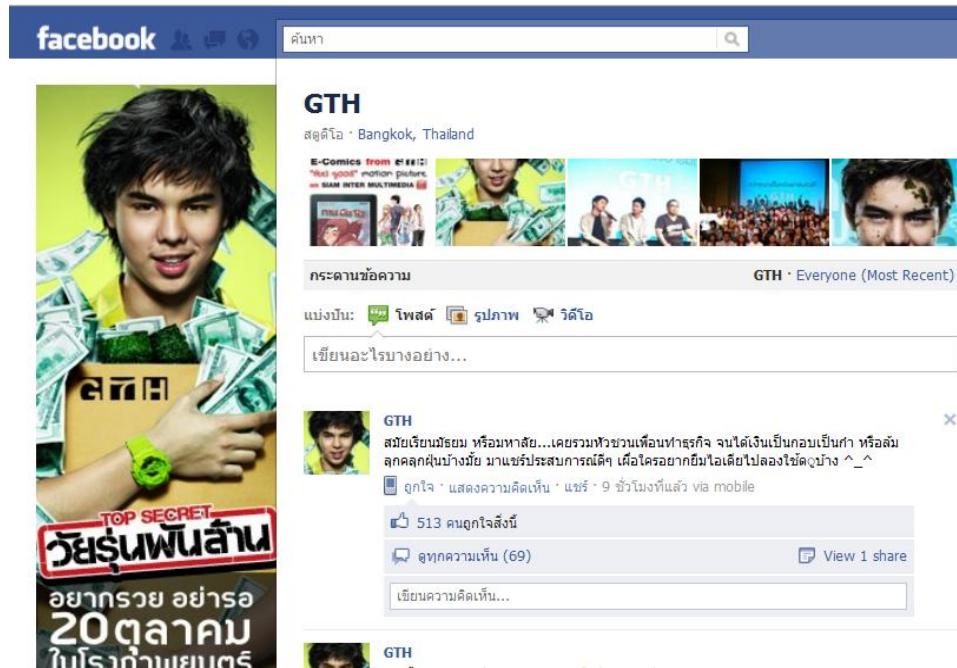 facebook
ค้นหา
GTH
สตูดิโอ · Bangkok, Thailand
E-Comics from GTH
"feel good" motion picture
on SIAM INTER MULTIMEDIA
กระดานข้อความ
GTH · Everyone (Most Recent)
แบ่งปัน: โพสต์ รูปภาพ วิดีโอ
เขียนอะไรบางอย่าง...
GTH
สมัยเรียนมัธยม หรือมหาลัย...เคยรวมหัวชวนเพื่อนทำธุรกิจ จนได้เงินเป็นกอบเป็นกำ หรือล้ม
ลุกคลุกฝุ่นบ้างมั้ย มาแชร์ประสบการณ์ดีๆ เผื่อใครอยากยืมไอเดียไปลองใช้ดูบ้าง ^_^
ถูกใจ · แสดงความคิดเห็น · แชร์ · 9 ชั่วโมงที่แล้ว via mobile
513 คนถูกใจสิ่งนี้
ดูทุกความเห็น (69)
View 1 share
เขียนความคิดเห็น...
GTH
GTH
TOP SECRET
วัยรุ่นพันล้าน
อยากรวย อย่ารอ
20 ตุลาคม
ในโรงภาพยนตร์